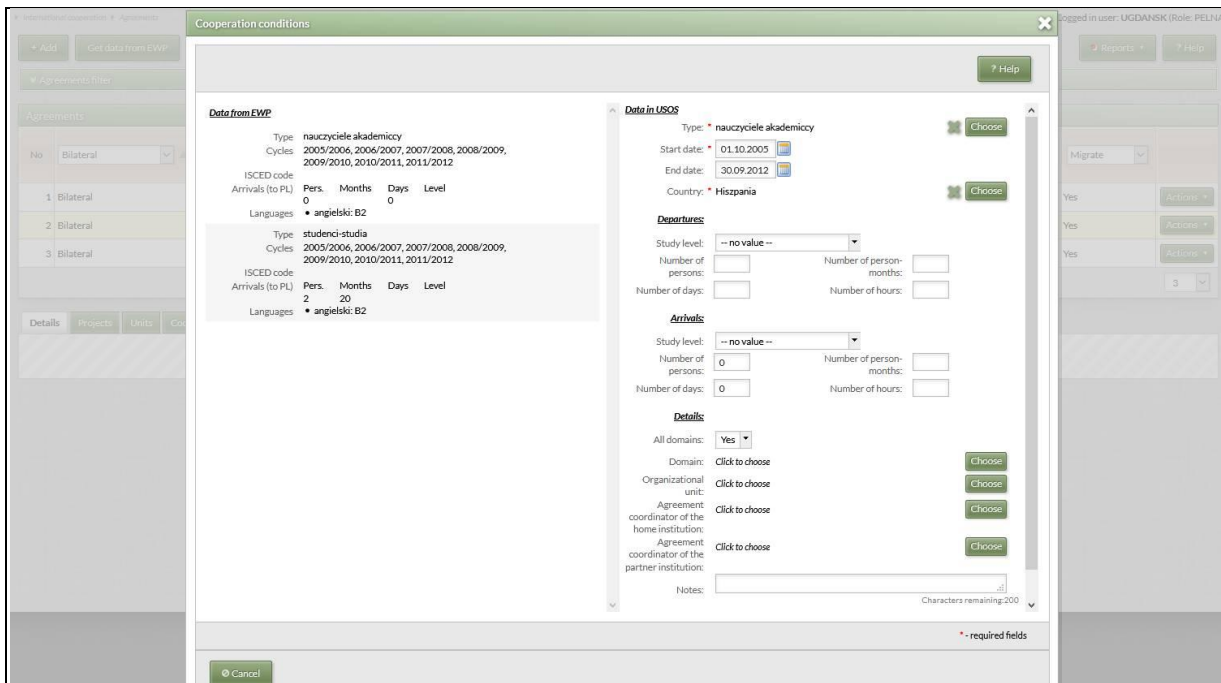 International cooperation Agreements
Logged in user: UGDANSK (Role: PELNA
Cooperation conditions
+ Add
Get data from EWP
Reports
? Help
Agreements filter
? Help
Agreements
No
Bilateral
Migrate
1 Bilateral
Yes
Actions
2 Bilateral
Yes
Actions
3 Bilateral
Yes
Actions
3
Details
Projects
Units
Data from EWP
Type nauczyciele akademiccy
Cycles 2005/2006, 2006/2007, 2007/2008, 2008/2009,
2009/2010, 2010/2011, 2011/2012
ISCED code
Arrivals (to PL) Pers. Months Days Level
0 0
Languages • angielski: B2
Type studenci-studia
Cycles 2005/2006, 2006/2007, 2007/2008, 2008/2009,
2009/2010, 2010/2011, 2011/2012
ISCED code
Arrivals (to PL) Pers. Months Days Level
2 20
Languages • angielski: B2
Data in USOS
Type: * nauczyciele akademiccy Choose
Start date: * 01.10.2005
End date: 30.09.2012
Country: * Hiszpania Choose
Departures:
Study level: -- no value --
Number of persons: Number of person-months:
Number of days: Number of hours:
Arrivals:
Study level: -- no value --
Number of persons: 0 Number of person-months:
Number of days: 0 Number of hours:
Details:
All domains: Yes
Domain: Click to choose Choose
Organizational unit: Click to choose Choose
Agreement coordinator of the home institution: Click to choose Choose
Agreement coordinator of the partner institution: Click to choose Choose
Notes:
Characters remaining:200
* - required fields
Cancel